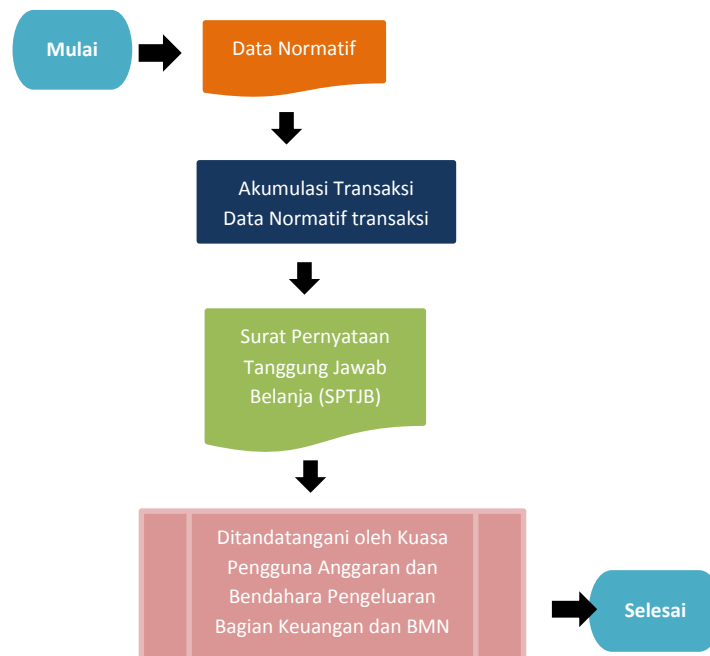 Mulai
Data Normatif
Akumulasi Transaksi
Data Normatif transaksi
Surat Pernyataan
Tanggung Jawab
Belanja (SPTJB)
Ditandatangani oleh Kuasa
Pengguna Anggaran dan
Bendahara Pengeluaran
Bagian Keuangan dan BMN
Selesai